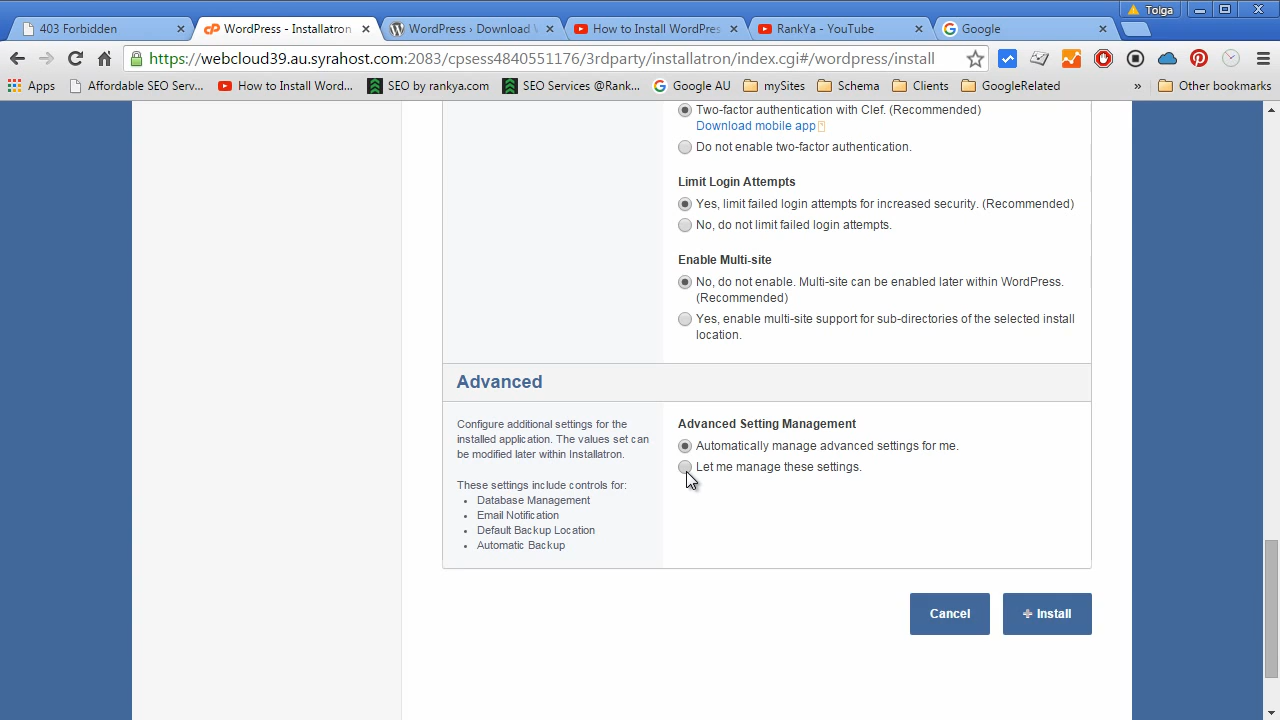 Tolga
403 Forbidden
WordPress - Installatron
WordPress › Download
How to Install WordPres
RankYa - YouTube
Google
https://webcloud39.au.syrahost.com:2083/cpsess4840551176/3rdparty/installatron/index.cgi#/wordpress/install
Apps
Affordable SEO Serv...
How to Install Word...
SEO by rankya.com
SEO Services @Rank...
Google AU
mySites
Schema
Clients
GoogleRelated
»
Other bookmarks
Two-factor authentication with Clef. (Recommended)
Download mobile app
Do not enable two-factor authentication.
Limit Login Attempts
Yes, limit failed login attempts for increased security. (Recommended)
No, do not limit failed login attempts.
Enable Multi-site
No, do not enable. Multi-site can be enabled later within WordPress.
(Recommended)
Yes, enable multi-site support for sub-directories of the selected install
location.
Advanced
Configure additional settings for the
installed application. The values set can
be modified later within Installatron.
These settings include controls for:
• Database Management
• Email Notification
• Default Backup Location
• Automatic Backup
Advanced Setting Management
Automatically manage advanced settings for me.
Let me manage these settings.
Cancel
+ Install